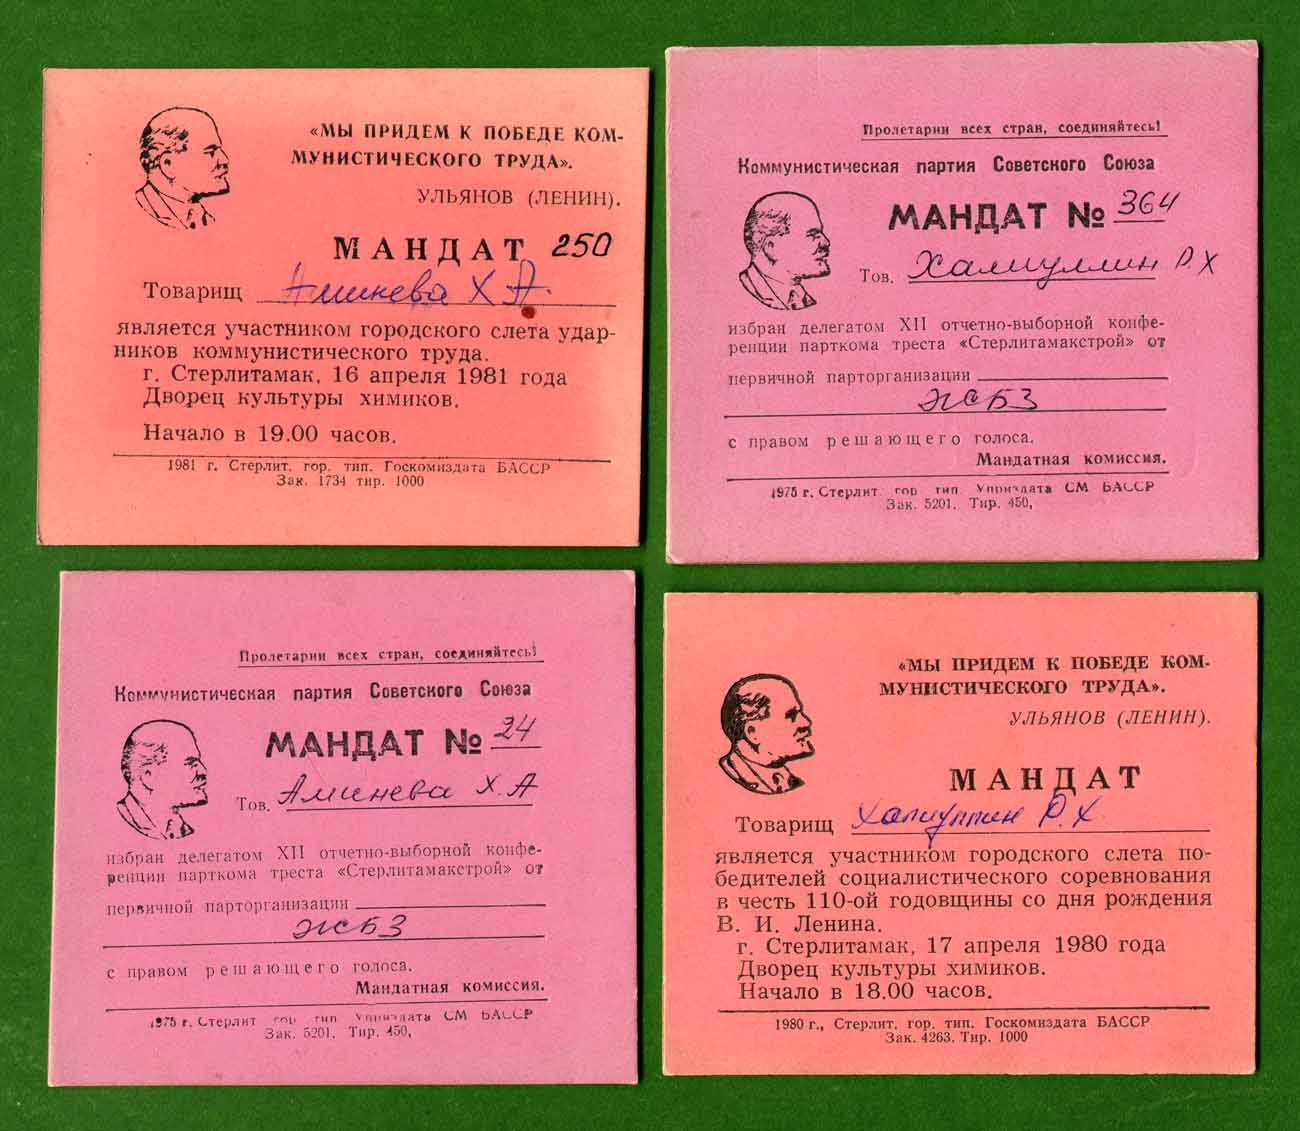 «МЫ ПРИДЕМ К ПОБЕДЕ КОМ-
МУНИСТИЧЕСКОГО ТРУДА».
УЛЬЯНОВ (ЛЕНИН).
МАНДАТ 250
Товарищ Аминева Х А.
является участником городского слета удар-
ников коммунистического труда.
г. Стерлитамак, 16 апреля 1981 года
Дворец культуры химиков.
Начало в 19.00 часов.
1981 г. Стерлит. гор. тип. Госкомиздата БАССР
Зак. 1734 тир. 1000
Пролетарии всех стран, соединяйтесь!
Коммунистическая партия Советского Союза
МАНДАТ № 364
Тов. Халиуллин Р. Х
избран делегатом XII отчетно-выборной конфе-
ренции парткома треста «Стерлитамакстрой» от
первичной парторганизации
ЖБЗ
с правом решающего голоса.
Мандатная комиссия.
1975 г. Стерлит. гор. тип. Уприздата СМ БАССР
Зак. 5201. Тир. 450,
Пролетарии всех стран, соединяйтесь!
Коммунистическая партия Советского Союза
МАНДАТ № 24
Тов. Аминева Х. А
избран делегатом XII отчетно-выборной конфе-
ренции парткома треста «Стерлитамакстрой» от
первичной парторганизации
ЖБЗ
с правом решающего голоса.
Мандатная комиссия.
1975 г. Стерлит гор тип Уприздата СМ БАССР
Зак. 5201. Тир. 450,
«МЫ ПРИДЕМ К ПОБЕДЕ КОМ-
МУНИСТИЧЕСКОГО ТРУДА».
УЛЬЯНОВ (ЛЕНИН).
МАНДАТ
Товарищ Халиуллин Р. Х.
является участником городского слета по-
бедителей социалистического соревнования
в честь 110-ой годовщины со дня рождения
В. И. Ленина.
г. Стерлитамак, 17 апреля 1980 года
Дворец культуры химиков.
Начало в 18.00 часов.
1980 г., Стерлит. гор. тип. Госкомиздата БАССР
Зак. 4263. Тир. 1000